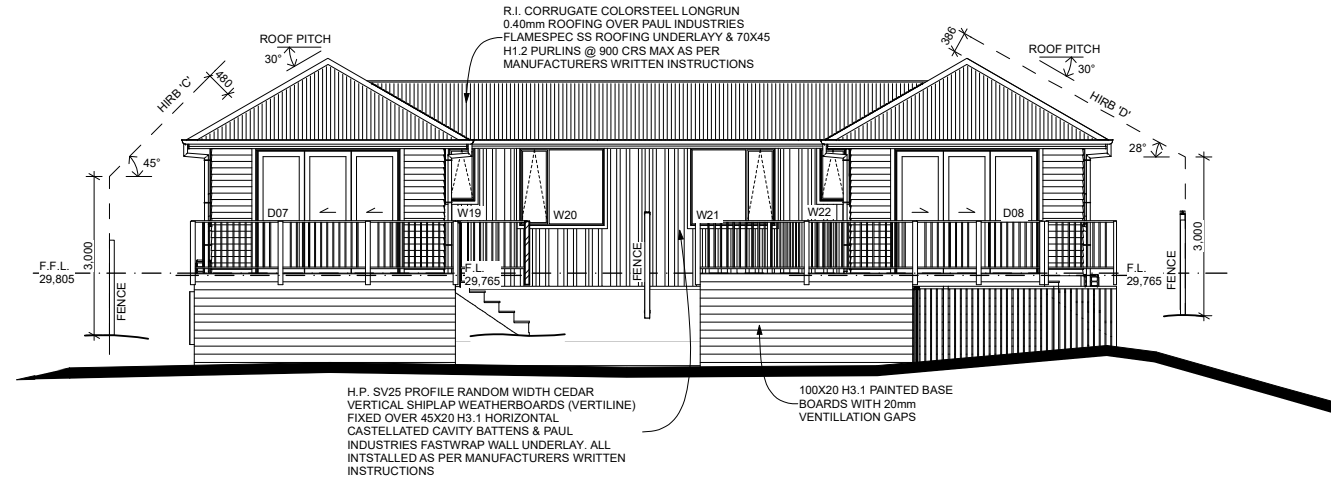 R.I. CORRUGATE COLORSTEEL LONGRUN
0.40mm ROOFING OVER PAUL INDUSTRIES
FLAMESPEC SS ROOFING UNDERLAYY & 70X45
H1.2 PURLINS @ 900 CRS MAX AS PER
MANUFACTURERS WRITTEN INSTRUCTIONS
ROOF PITCH
30°
480
HIRB 'C'
45°
386
ROOF PITCH
30°
HIRB 'D'
28°
D07
W19
W20
W21
W22
D08
3,000
F.F.L.
29,805
FENCE
F.L.
29,765
FENCE
F.L.
29,765
FENCE
3,000
H.P. SV25 PROFILE RANDOM WIDTH CEDAR
VERTICAL SHIPLAP WEATHERBOARDS (VERTILINE)
FIXED OVER 45X20 H3.1 HORIZONTAL
CASTELLATED CAVITY BATTENS & PAUL
INDUSTRIES FASTWRAP WALL UNDERLAY. ALL
INTSTALLED AS PER MANUFACTURERS WRITTEN
INSTRUCTIONS
100X20 H3.1 PAINTED BASE
BOARDS WITH 20mm
VENTILLATION GAPS